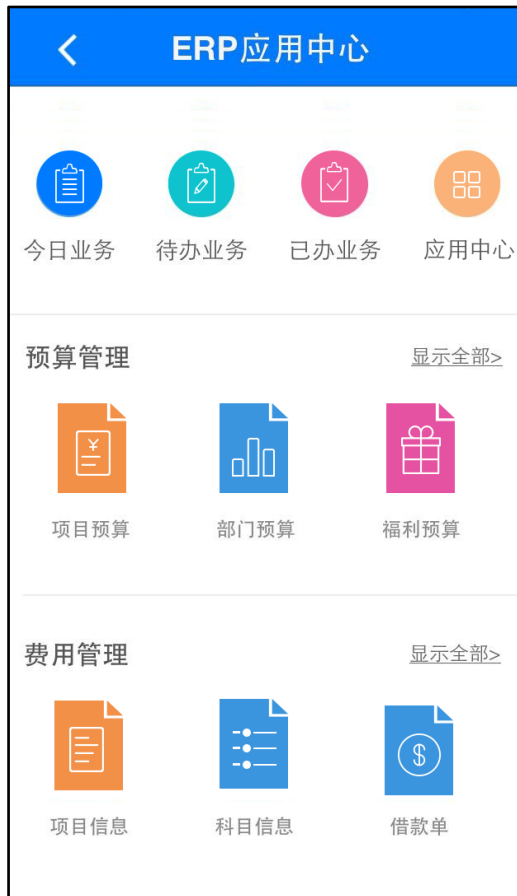 ERP应用中心
今日业务 待办业务 已办业务 应用中心
预算管理 显示全部>
¥
项目预算 部门预算 福利预算
费用管理 显示全部>
$
项目信息 科目信息 借款单